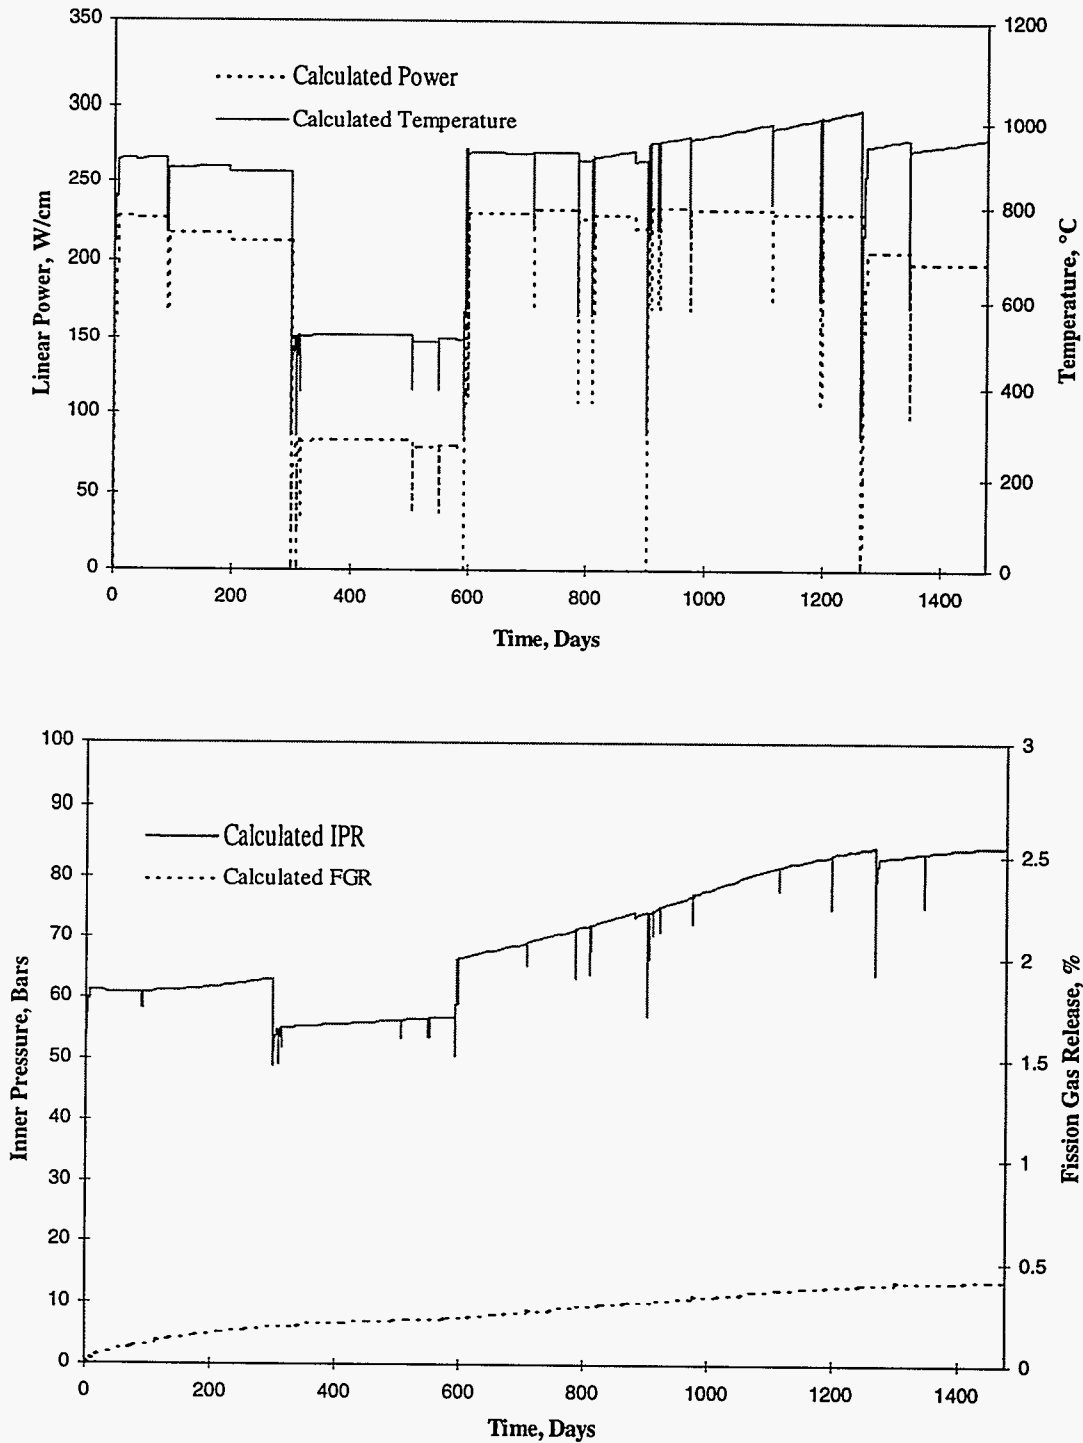 350
300
250
200
150
100
50
0
Linear Power, W/cm
Calculated Power
Calculated Temperature
1200
1000
800
600
400
200
0
Temperature, °C
0 200 400 600 800 1000 1200 1400
Time, Days
100
90
80
70
60
50
40
30
20
10
0
Inner Pressure, Bars
Calculated IPR
Calculated FGR
3
2.5
2
1.5
1
0.5
0
Fission Gas Release, %
0 200 400 600 800 1000 1200 1400
Time, Days